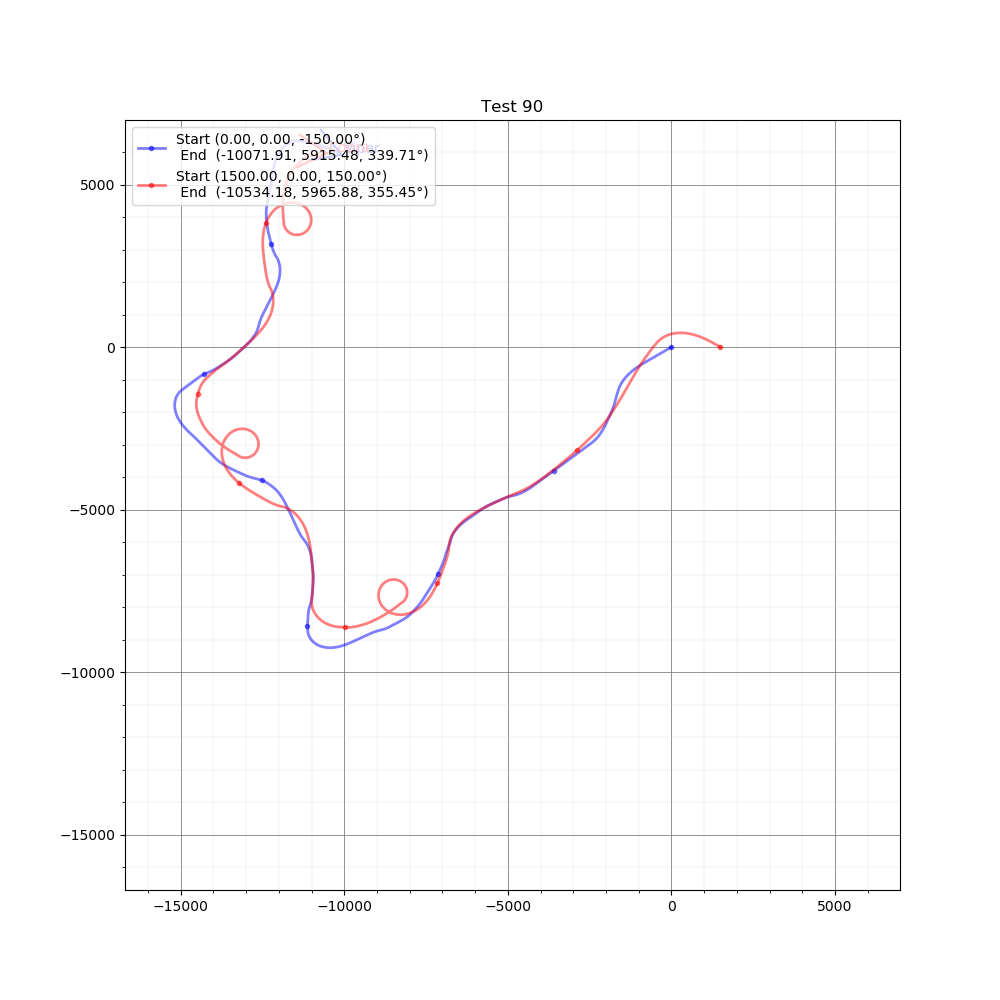 Test 90
Start (0.00, 0.00, -150.00°)
End (-10071.91, 5915.48, 339.71°)
Start (1500.00, 0.00, 150.00°)
End (-10534.18, 5965.88, 355.45°)
5000
0
−5000
−10000
−15000
−15000 −10000 −5000 0 5000